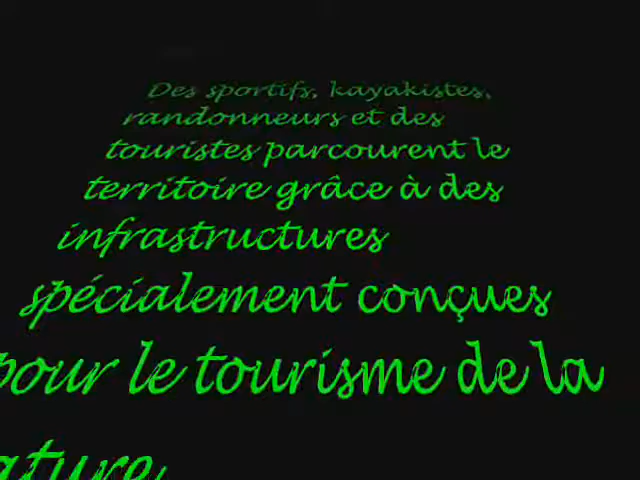 Des sportifs, kayakistes,
randonneurs et des
touristes parcourent le
territoire grâce à des
infrastructures
spécialement conçues
pour le tourisme de la
ature